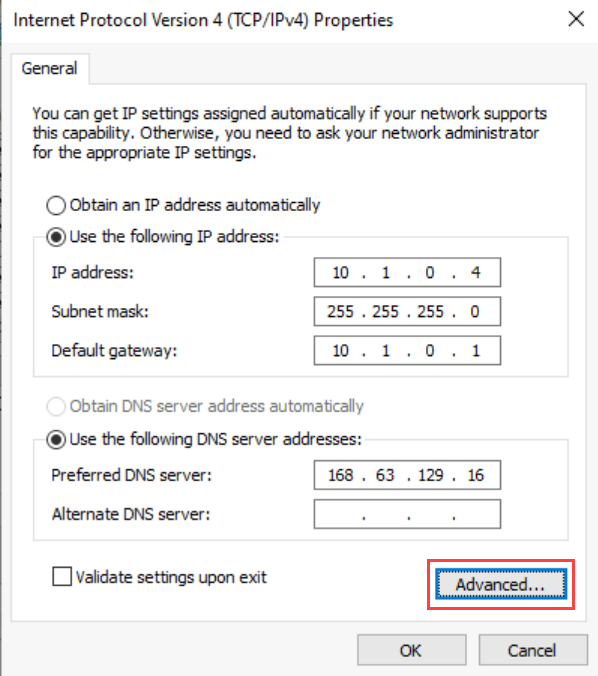 Internet Protocol Version 4 (TCP/IPv4) Properties
General
You can get IP settings assigned automatically if your network supports
this capability. Otherwise, you need to ask your network administrator
for the appropriate IP settings.
Obtain an IP address automatically
Use the following IP address:
IP address: 10 . 1 . 0 . 4
Subnet mask: 255 . 255 . 255 . 0
Default gateway: 10 . 1 . 0 . 1
Obtain DNS server address automatically
Use the following DNS server addresses:
Preferred DNS server: 168 . 63 . 129 . 16
Alternate DNS server: . . .
Validate settings upon exit
Advanced...
OK Cancel